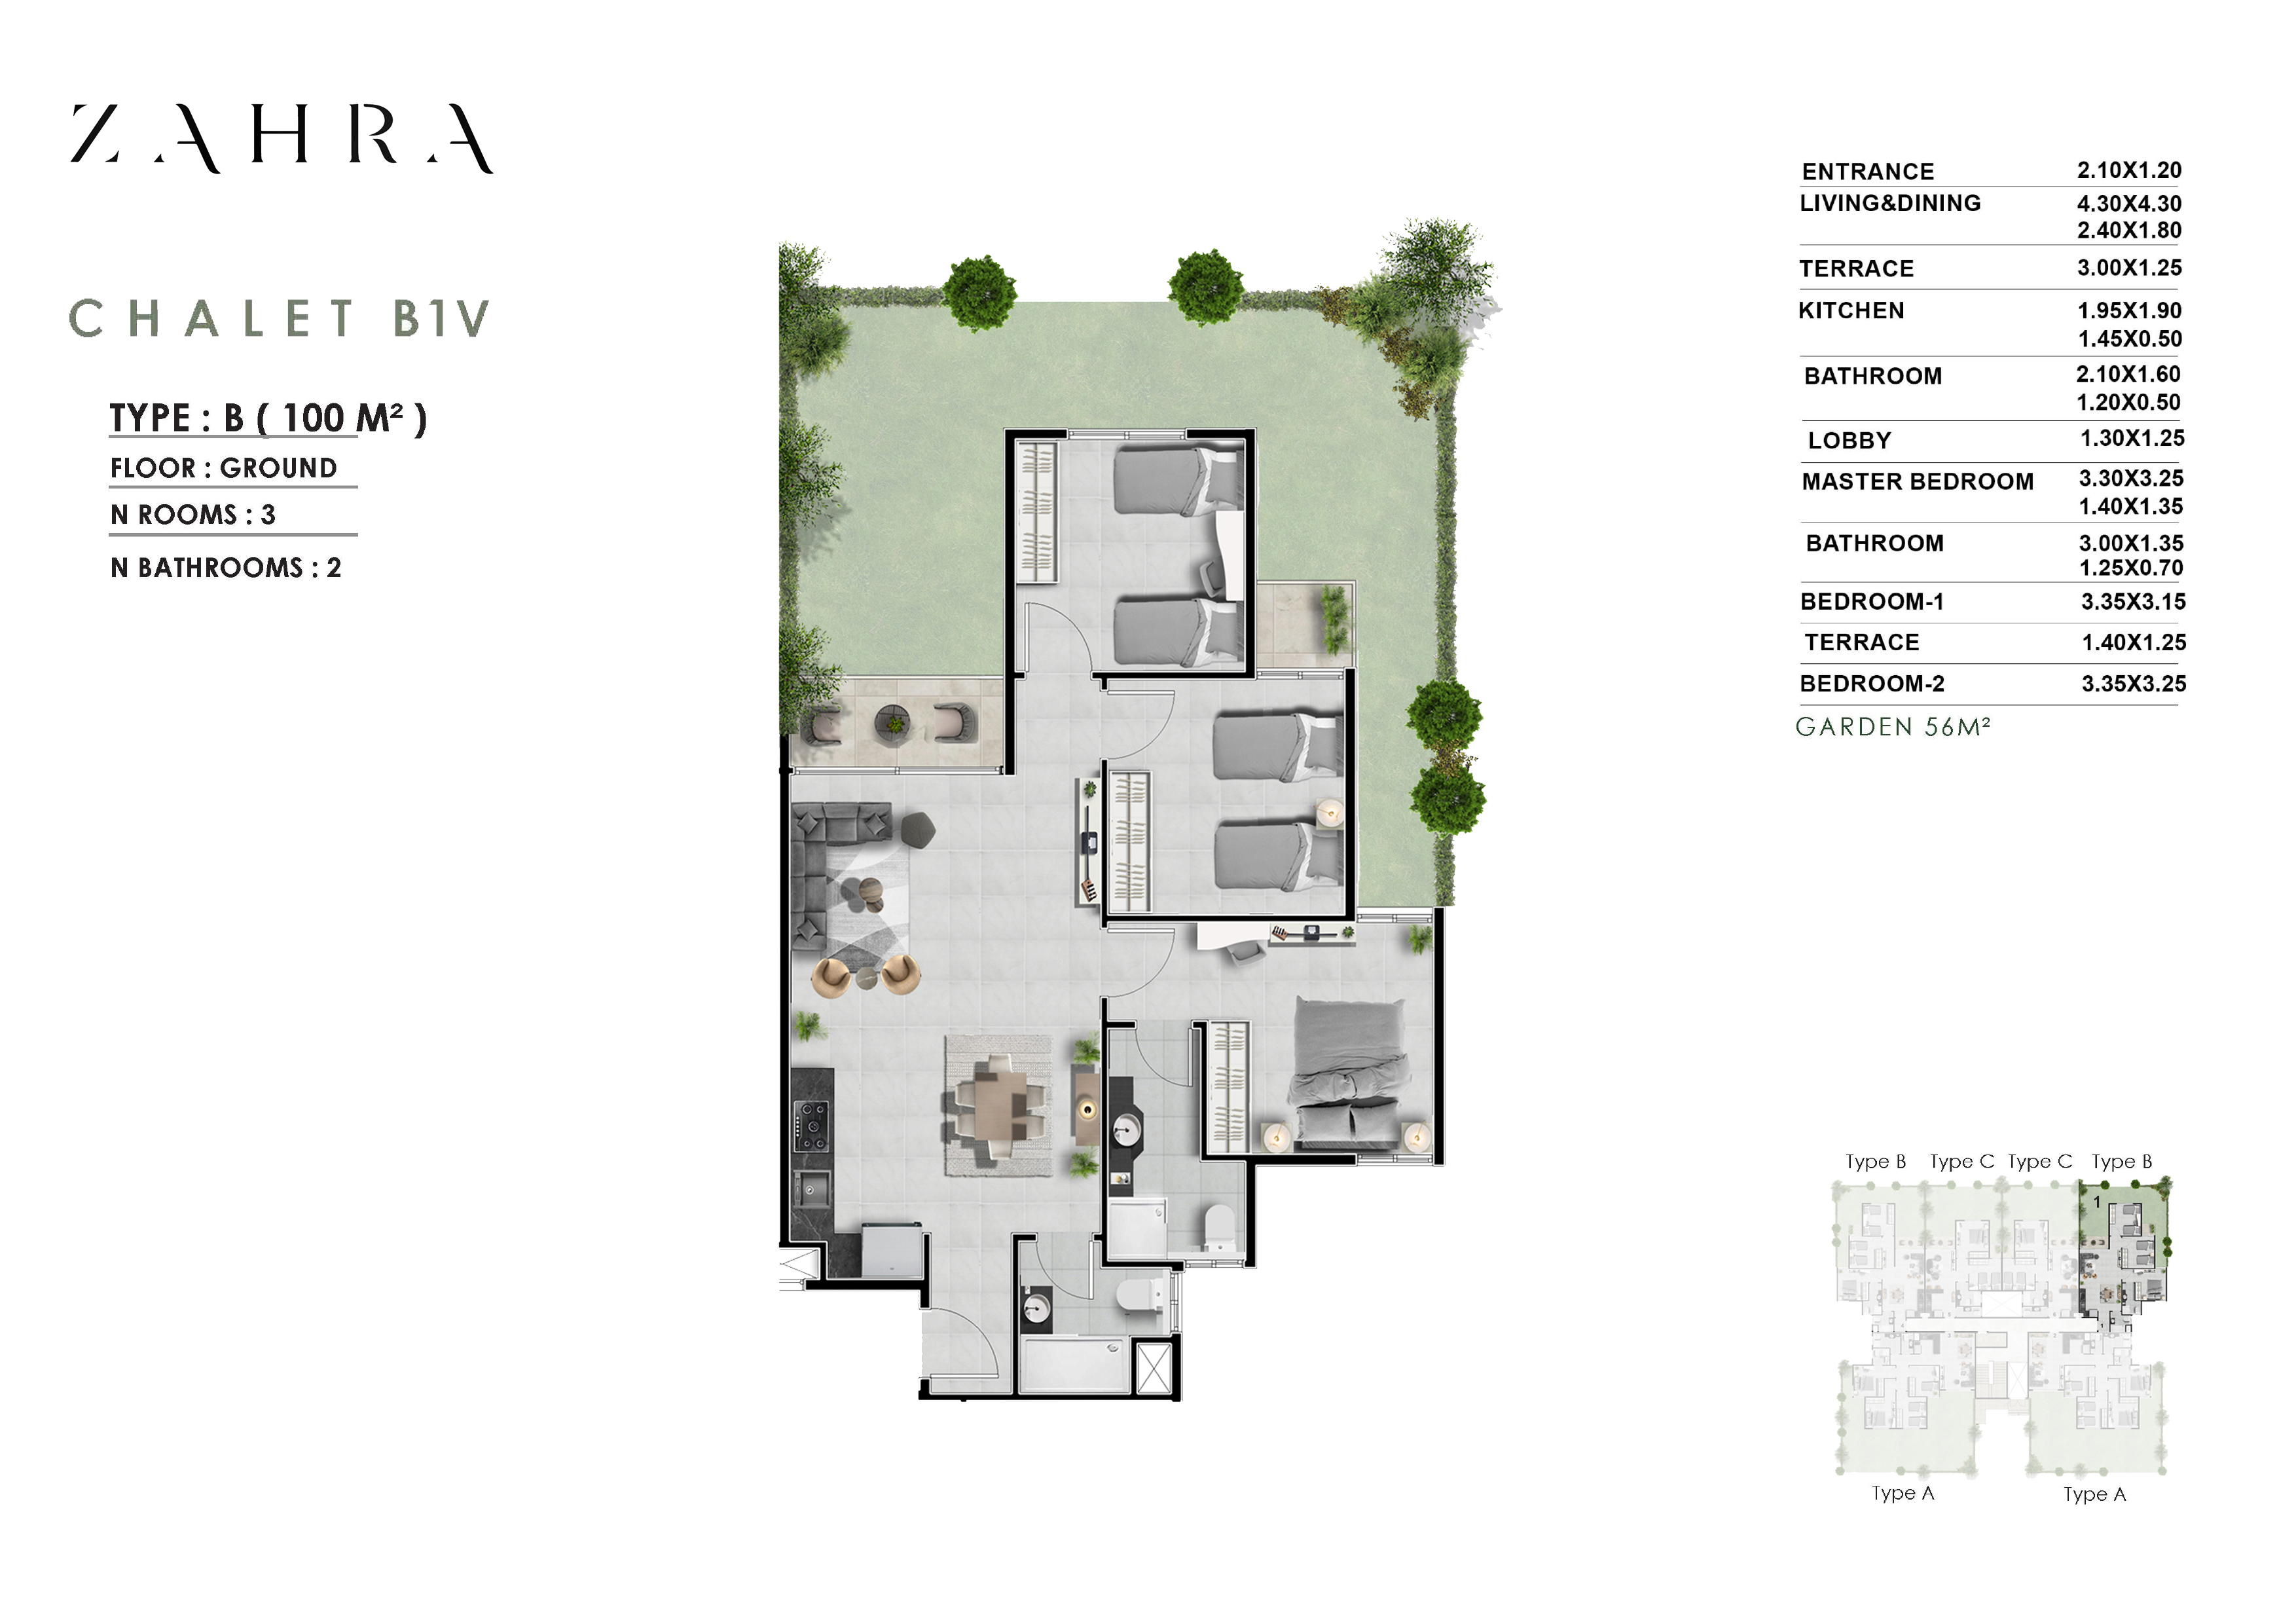 ZAHRA
CHALET B1V
TYPE : B ( 100 M² )
FLOOR : GROUND
N ROOMS : 3
N BATHROOMS : 2
ENTRANCE 2.10X1.20
LIVING&DINING 4.30X4.30
2.40X1.80
TERRACE 3.00X1.25
KITCHEN 1.95X1.90
1.45X0.50
BATHROOM 2.10X1.60
1.20X0.50
LOBBY 1.30X1.25
MASTER BEDROOM 3.30X3.25
1.40X1.35
BATHROOM 3.00X1.35
1.25X0.70
BEDROOM-1 3.35X3.15
TERRACE 1.40X1.25
BEDROOM-2 3.35X3.25
GARDEN 56M²
Type B Type C Type C Type B
1
1
Type A Type A